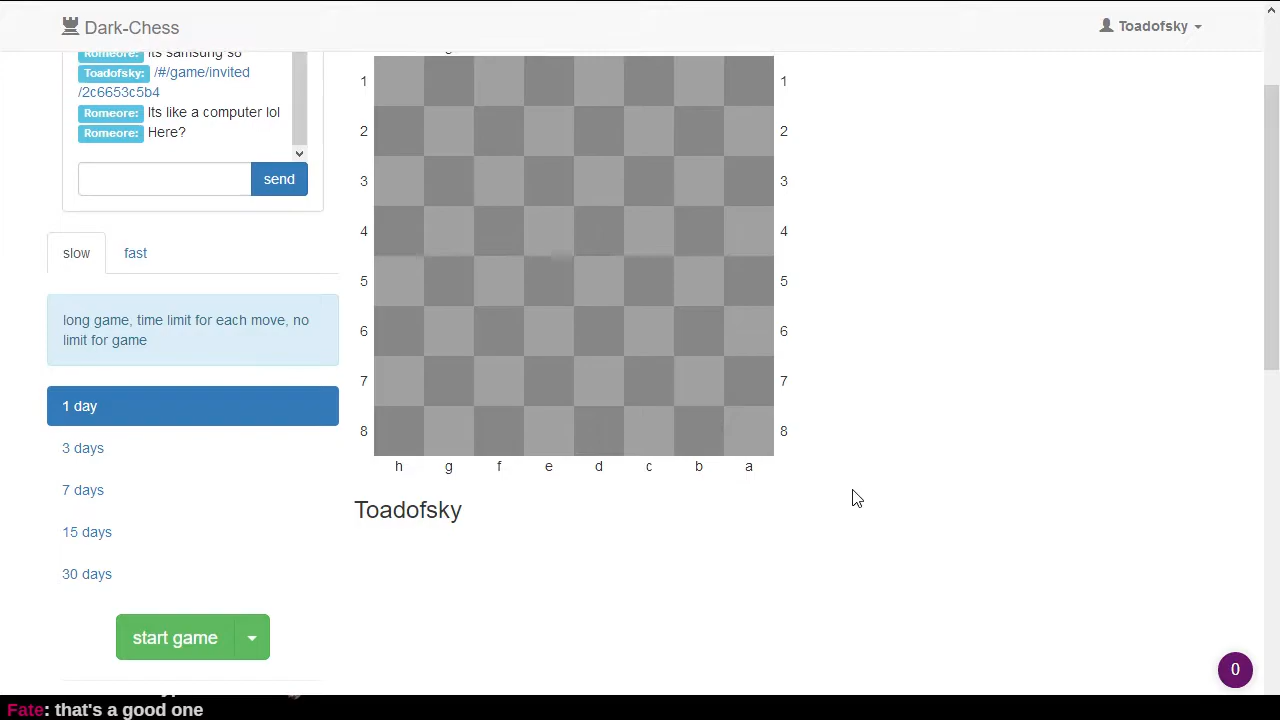 Dark-Chess
Toadofsky
Romeore: Its samsung so
Toadofsky: /#/game/invited
/2c6653c5b4
Romeore: Its like a computer lol
Romeore: Here?
send
slow
fast
long game, time limit for each move, no
limit for game
1 day
3 days
7 days
15 days
30 days
start game
1 1
2 2
3 3
4 4
5 5
6 6
7 7
8 8
h g f e d c b a
Toadofsky
0
Fate: that's a good one